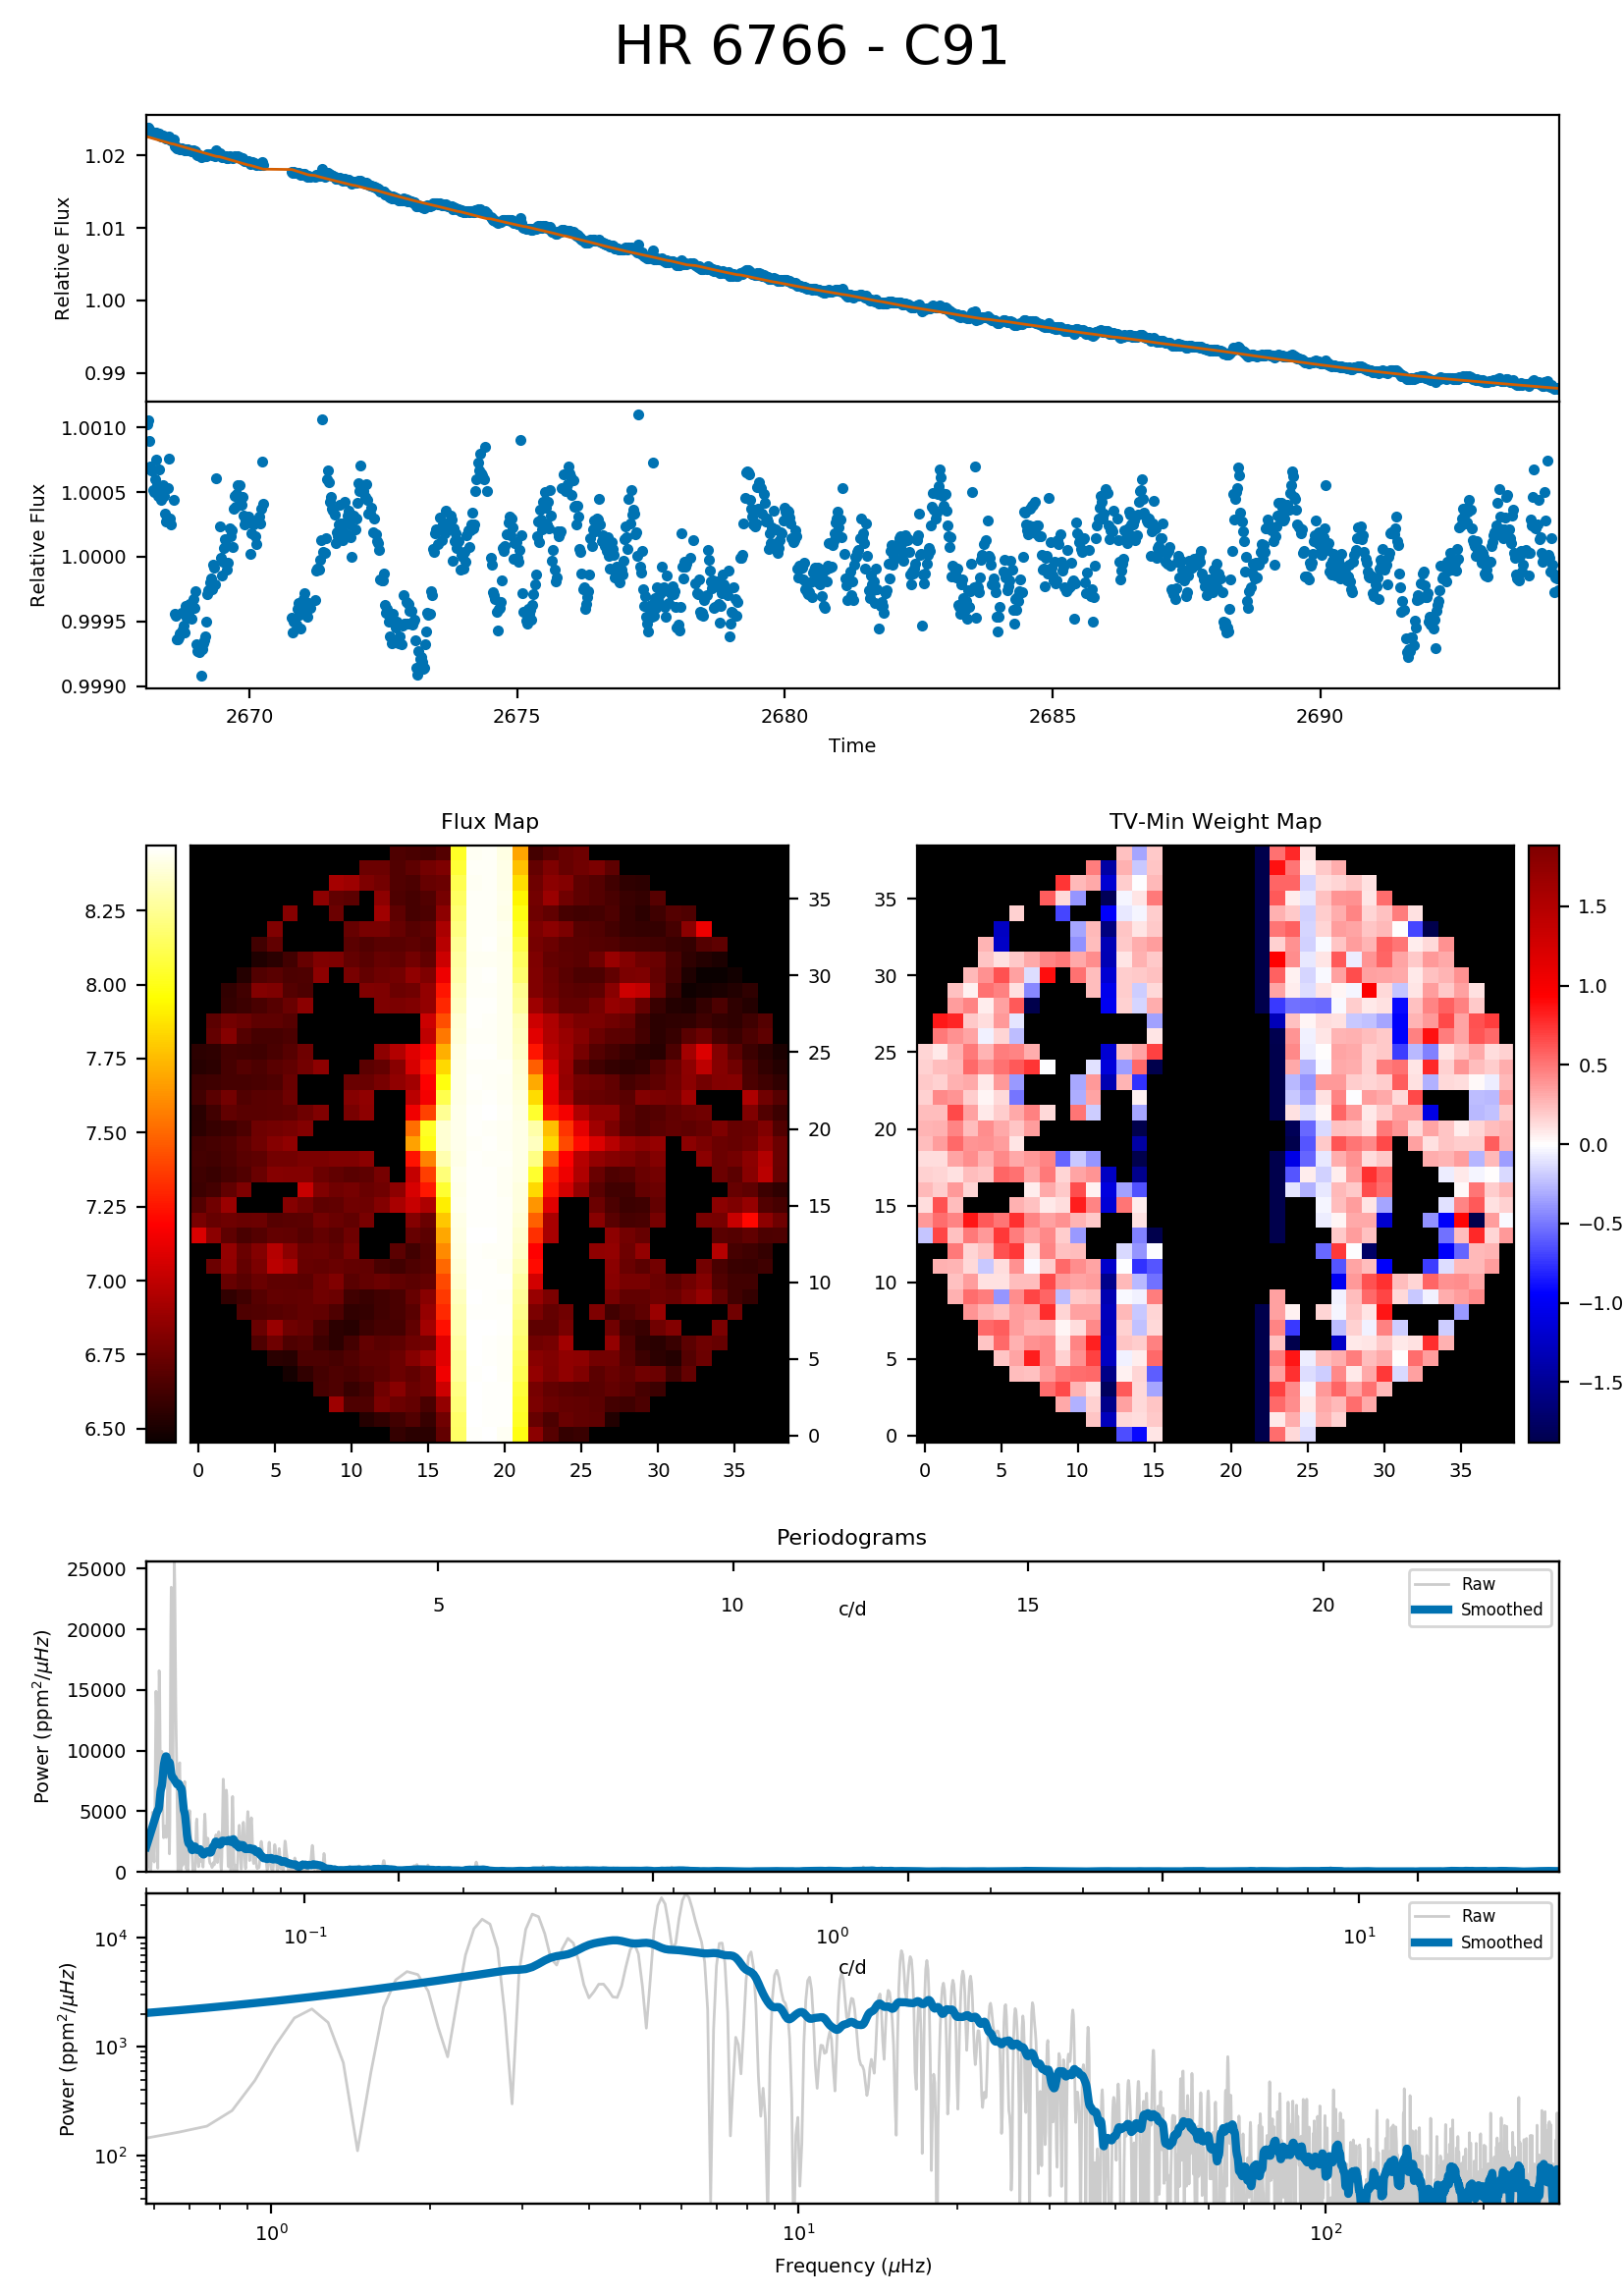 HR 6766 - C91
1.02
1.01
1.00
0.99
Relative Flux
1.0010
1.0005
1.0000
0.9995
0.9990
Relative Flux
2670 2675 2680 2685 2690
Time
Flux Map
8.25
8.00
7.75
7.50
7.25
7.00
6.75
6.50
35
30
25
20
15
10
5
0
0 5 10 15 20 25 30 35
TV-Min Weight Map
35
30
25
20
15
10
5
0
0 5 10 15 20 25 30 35
1.5
1.0
0.5
0.0
−0.5
−1.0
−1.5
Periodograms
25000
20000
15000
10000
5000
0
Power (ppm²/μHz)
5 10 15 20
c/d
Raw
Smoothed
10⁴
10³
10²
Power (ppm²/μHz)
10⁻¹ 10⁰ 10¹
c/d
Raw
Smoothed
10⁰ 10¹ 10²
Frequency (μHz)